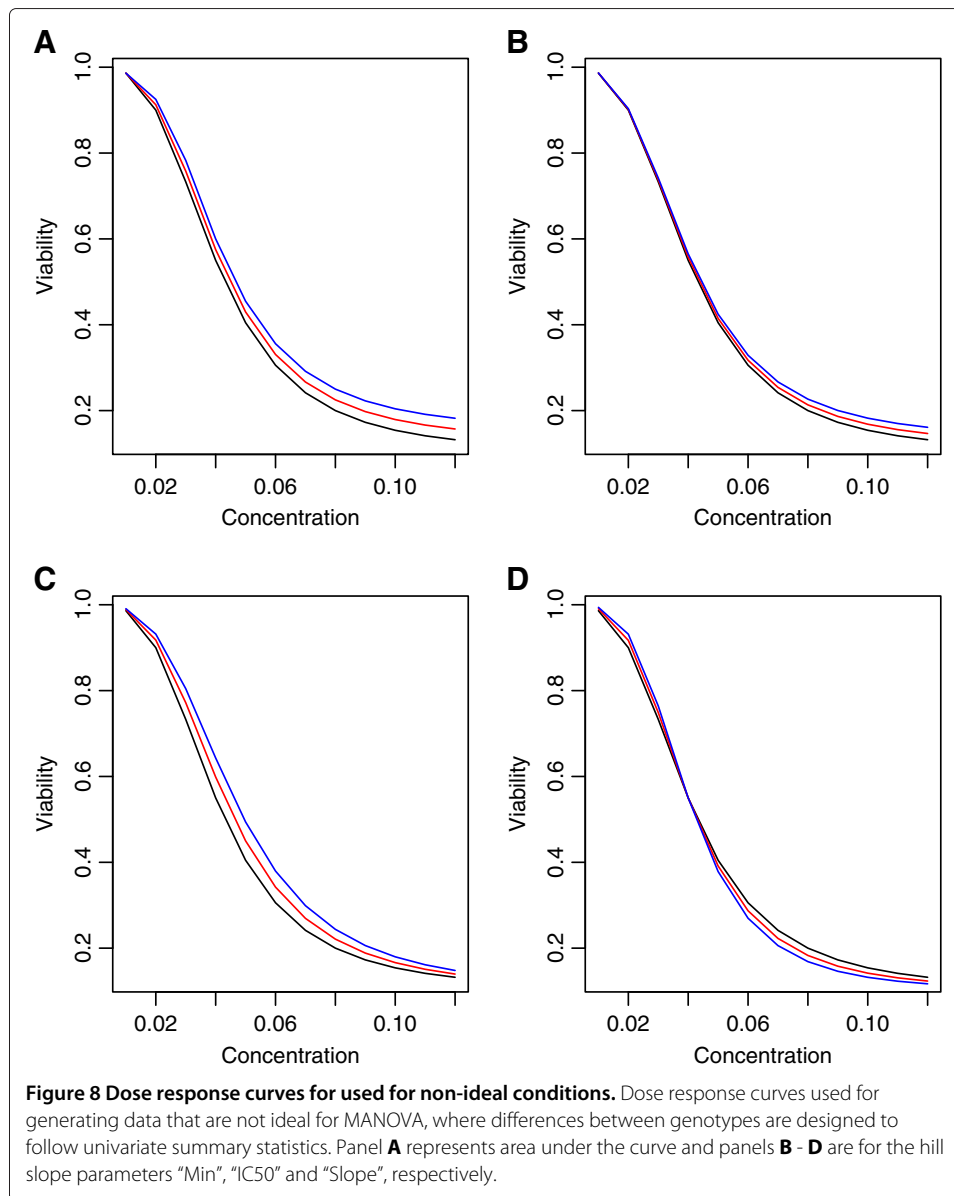 A
B
1.0
0.8
0.6
0.4
0.2
Viability
0.02 0.06 0.10
Concentration
1.0
0.8
0.6
0.4
0.2
Viability
0.02 0.06 0.10
Concentration
C
D
1.0
0.8
0.6
0.4
0.2
Viability
0.02 0.06 0.10
Concentration
1.0
0.8
0.6
0.4
0.2
Viability
0.02 0.06 0.10
Concentration
Figure 8 Dose response curves for used for non-ideal conditions. Dose response curves used for
generating data that are not ideal for MANOVA, where differences between genotypes are designed to
follow univariate summary statistics. Panel A represents area under the curve and panels B - D are for the hill
slope parameters “Min”, “IC50” and “Slope”, respectively.